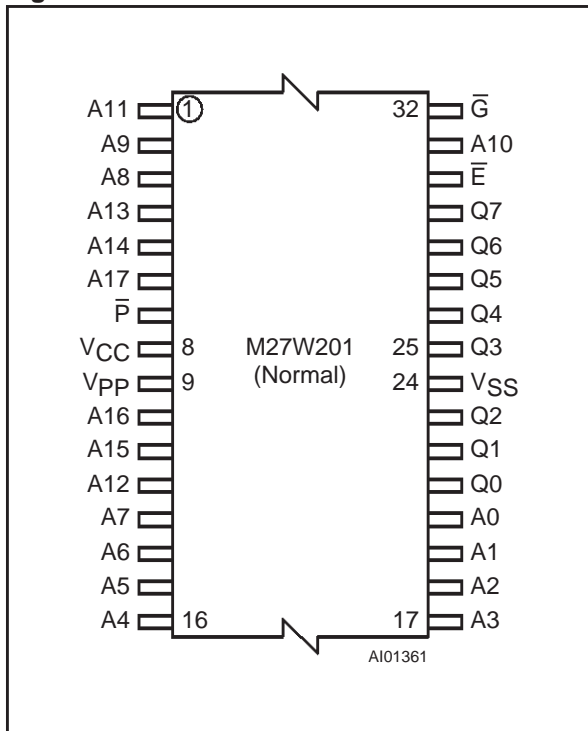 A11 1 32 G̅
A9 A10
A8 E̅
A13 Q7
A14 Q6
A17 Q5
P̅ Q4
VCC 8 M27W201 25 Q3
VPP 9 (Normal) 24 VSS
A16 Q2
A15 Q1
A12 Q0
A7 A0
A6 A1
A5 A2
A4 16 17 A3
AI01361